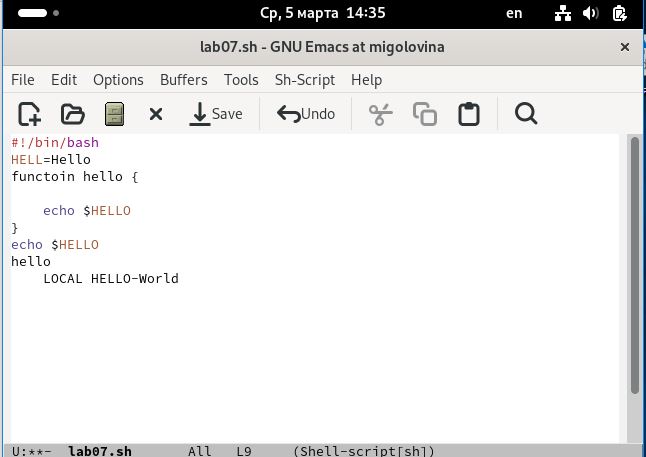 Ср, 5 марта 14:35 en
lab07.sh - GNU Emacs at migolovina
File Edit Options Buffers Tools Sh-Script Help
Save Undo
#!/bin/bash
HELL=Hello
functoin hello {
echo $HELLO
}
echo $HELLO
hello
LOCAL HELLO-World
U:**- lab07.sh All L9 (Shell-script[sh])